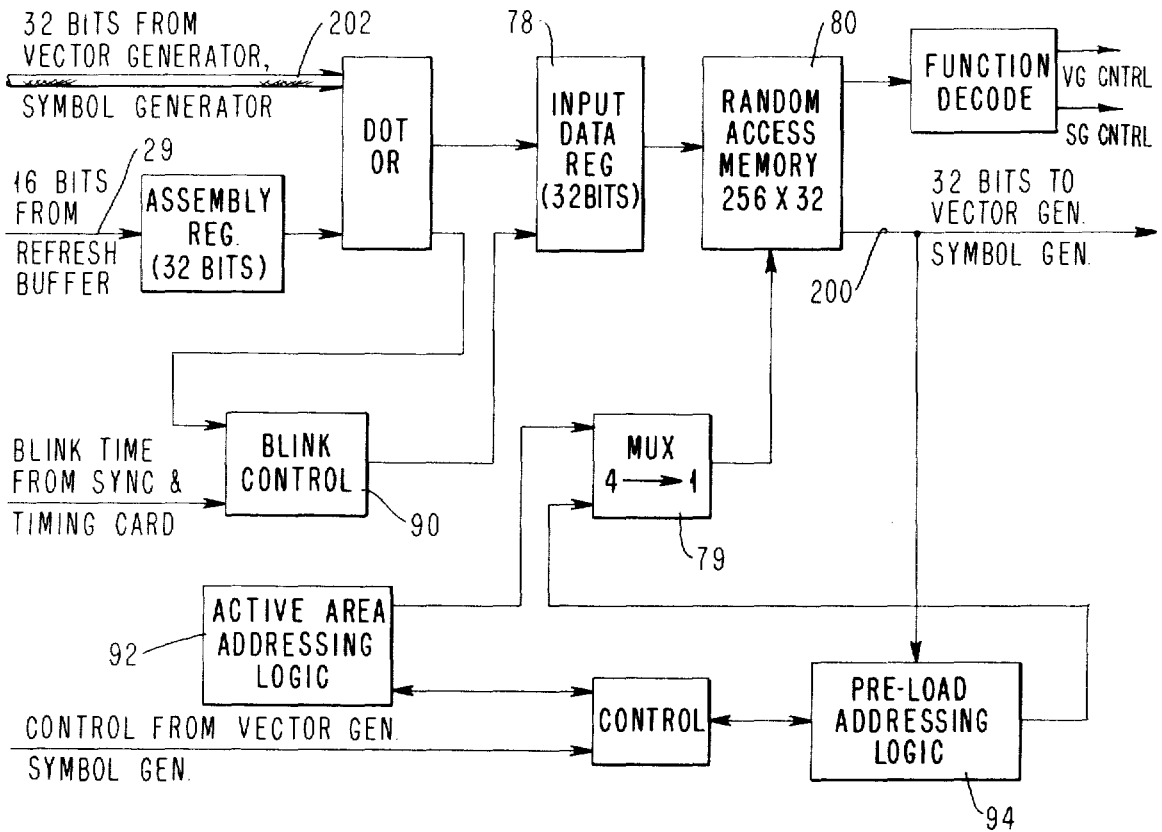 32 BITS FROM
VECTOR GENERATOR,
SYMBOL GENERATOR
202
16 BITS
FROM
REFRESH
BUFFER
29
ASSEMBLY
REG.
(32 BITS)
DOT
OR
78
INPUT
DATA
REG
(32BITS)
80
RANDOM
ACCESS
MEMORY
256 X 32
FUNCTION
DECODE
VG CNTRL
SG CNTRL
32 BITS TO
VECTOR GEN.
SYMBOL GEN.
200
BLINK TIME
FROM SYNC &
TIMING CARD
BLINK
CONTROL
90
MUX
4 → 1
79
ACTIVE AREA
ADDRESSING
LOGIC
92
CONTROL FROM VECTOR GEN.
SYMBOL GEN.
CONTROL
PRE-LOAD
ADDRESSING
LOGIC
94